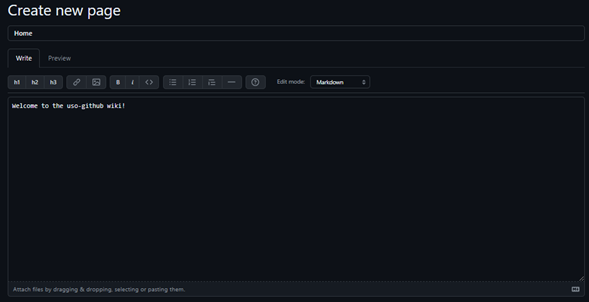 Create new page
Home
Write Preview
h1 h2 h3 B i Edit mode: Markdown
Welcome to the uso-github wiki!
Attach files by dragging & dropping, selecting or pasting them.